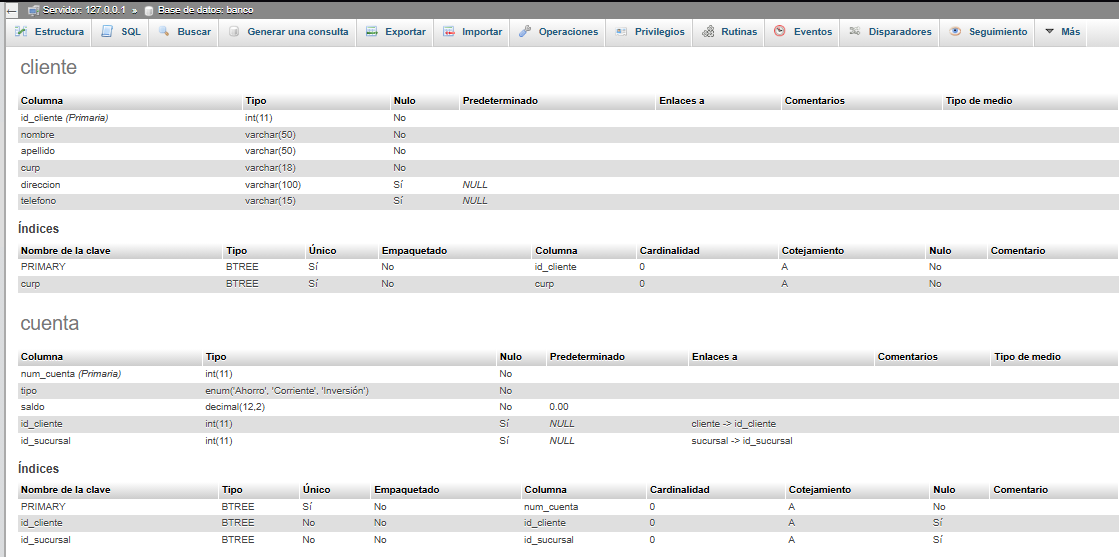 Servidor: 127.0.0.1 » Base de datos: banco
Estructura SQL Buscar Generar una consulta Exportar Importar Operaciones Privilegios Rutinas Eventos Disparadores Seguimiento Más
cliente
Columna Tipo Nulo Predeterminado Enlaces a Comentarios Tipo de medio
id_cliente (Primaria) int(11) No
nombre varchar(50) No
apellido varchar(50) No
curp varchar(18) No
direccion varchar(100) Sí NULL
telefono varchar(15) Sí NULL
Índices
Nombre de la clave Tipo Único Empaquetado Columna Cardinalidad Cotejamiento Nulo Comentario
PRIMARY BTREE Sí No id_cliente 0 A No
curp BTREE Sí No curp 0 A No
cuenta
Columna Tipo Nulo Predeterminado Enlaces a Comentarios Tipo de medio
num_cuenta (Primaria) int(11) No
tipo enum('Ahorro', 'Corriente', 'Inversión') No
saldo decimal(12,2) No 0.00
id_cliente int(11) Sí NULL cliente -> id_cliente
id_sucursal int(11) Sí NULL sucursal -> id_sucursal
Índices
Nombre de la clave Tipo Único Empaquetado Columna Cardinalidad Cotejamiento Nulo Comentario
PRIMARY BTREE Sí No num_cuenta 0 A No
id_cliente BTREE No No id_cliente 0 A Sí
id_sucursal BTREE No No id_sucursal 0 A Sí